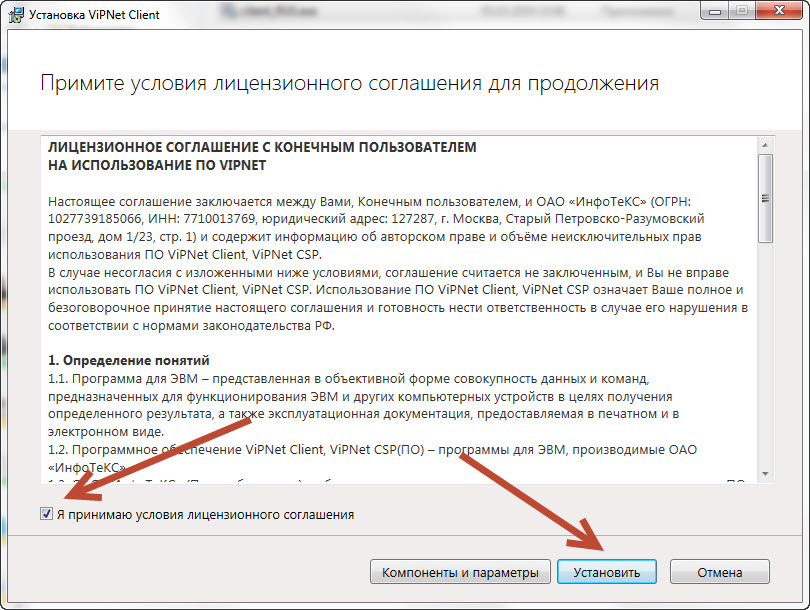 Установка ViPNet Client
Примите условия лицензионного соглашения для продолжения
ЛИЦЕНЗИОННОЕ СОГЛАШЕНИЕ С КОНЕЧНЫМ ПОЛЬЗОВАТЕЛЕМ
НА ИСПОЛЬЗОВАНИЕ ПО VIPNET
Настоящее соглашение заключается между Вами, Конечным пользователем, и ОАО «ИнфоТеКС» (ОГРН:
1027739185066, ИНН: 7710013769, юридический адрес: 127287, г. Москва, Старый Петровско-Разумовский
проезд, дом 1/23, стр. 1) и содержит информацию об авторском праве и объёме неисключительных прав
использования ПО ViPNet Client, ViPNet CSP.
В случае несогласия с изложенными ниже условиями, соглашение считается не заключенным, и Вы не вправе
использовать ПО ViPNet Client, ViPNet CSP. Использование ПО ViPNet Client, ViPNet CSP означает Ваше полное и
безоговорочное принятие настоящего соглашения и готовность нести ответственность в случае его нарушения в
соответствии с нормами законодательства РФ.
1. Определение понятий
1.1. Программа для ЭВМ – представленная в объективной форме совокупность данных и команд,
предназначенных для функционирования ЭВМ и других компьютерных устройств в целях получения
определенного результата, а также эксплуатационная документация, предоставляемая в печатном и в
электронном виде.
1.2. Программное обеспечение ViPNet Client, ViPNet CSP(ПО) – программы для ЭВМ, производимые ОАО
«ИнфоТеКС».
Я принимаю условия лицензионного соглашения
Компоненты и параметры Установить Отмена